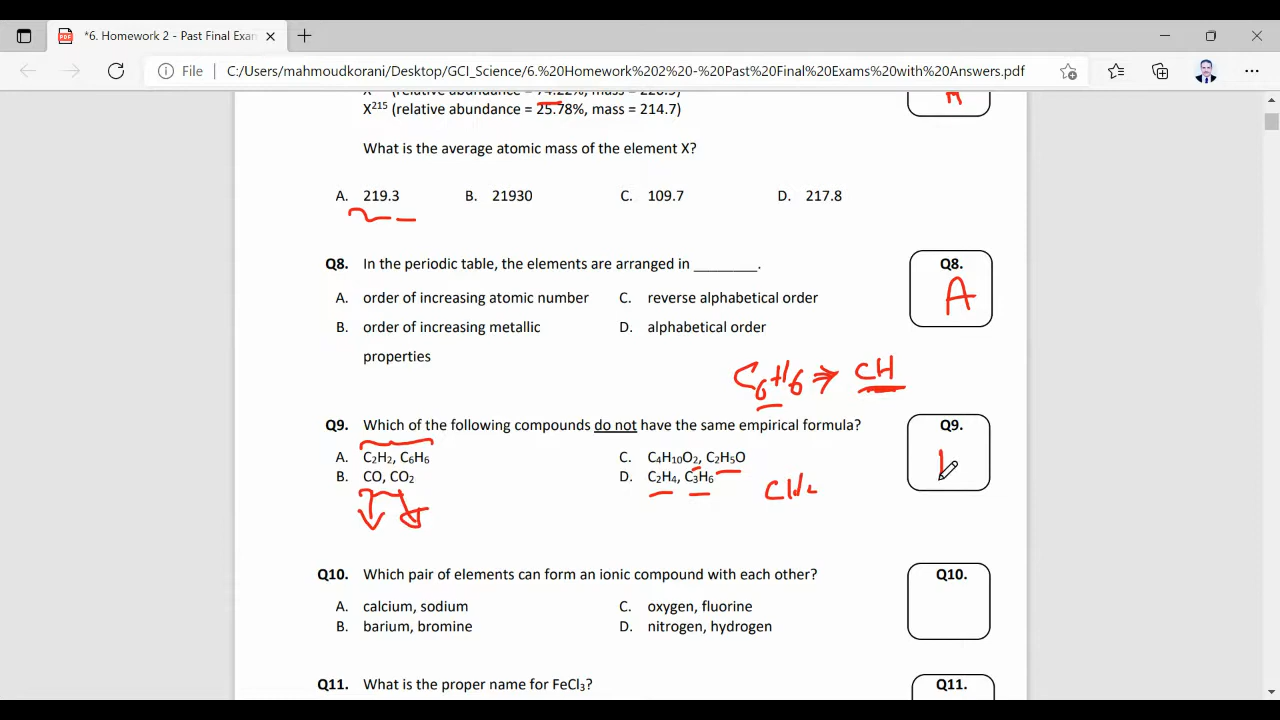 *6. Homework 2 - Past Final Exam
File C:/Users/mahmoudkorani/Desktop/GCI_Science/6.%20Homework%202%20-%20Past%20Final%20Exams%20with%20Answers.pdf
X²¹⁵ (relative abundance = 25.78%, mass = 214.7)
What is the average atomic mass of the element X?
A. 219.3 B. 21930 C. 109.7 D. 217.8
Q8. In the periodic table, the elements are arranged in ________. Q8.
A. order of increasing atomic number C. reverse alphabetical order A
B. order of increasing metallic D. alphabetical order
properties
C6H6 ⇒ CH
Q9. Which of the following compounds do not have the same empirical formula? Q9.
A. C₂H₂, C₆H₆ C. C₄H₁₀O₂, C₂H₅O
B. CO, CO₂ D. C₂H₄, C₃H₆
Q10. Which pair of elements can form an ionic compound with each other? Q10.
A. calcium, sodium C. oxygen, fluorine
B. barium, bromine D. nitrogen, hydrogen
Q11. What is the proper name for FeCl₃? Q11.